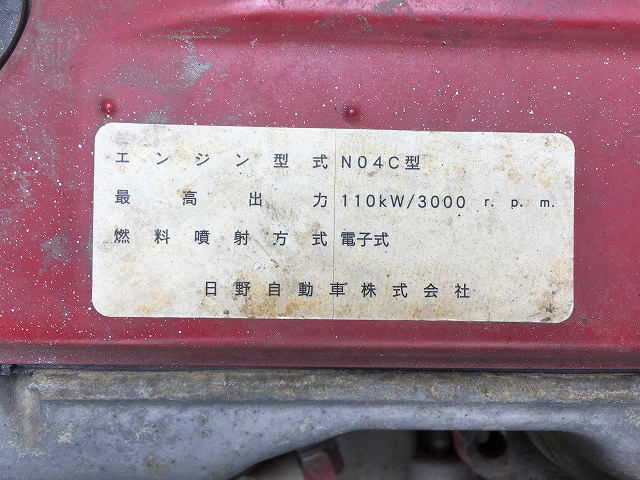 エンジン型式 N04C型
最高出力 110kW/3000 r.p.m.
燃料噴射方式 電子式
日野自動車株式会社